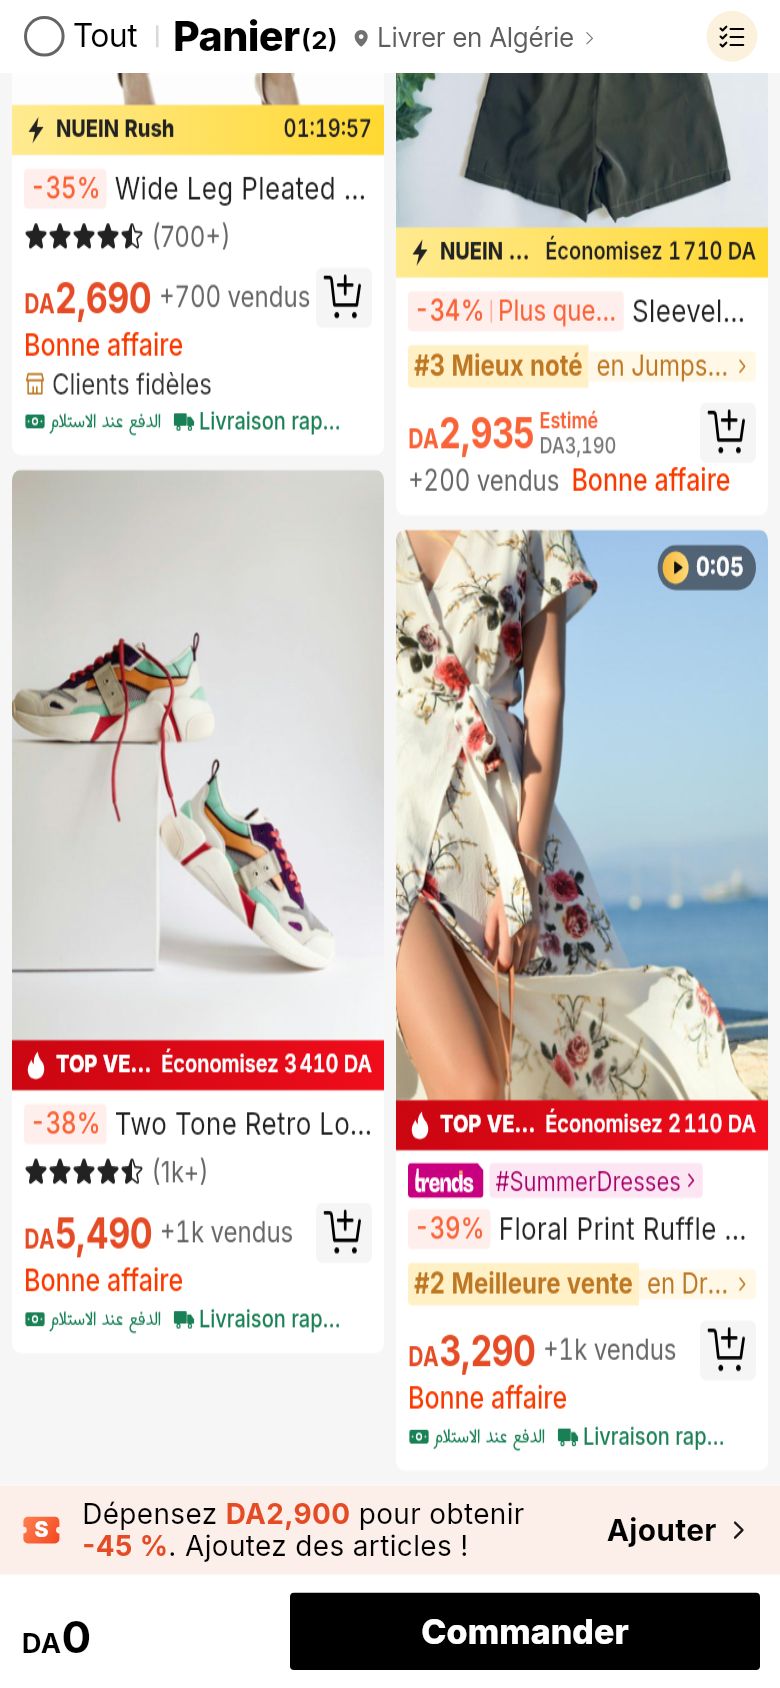 Tout
Panier(2)
Livrer en Algérie
NUEIN Rush 01:19:57
-35% Wide Leg Pleated ...
(700+)
DA2,690 +700 vendus
Bonne affaire
Clients fidèles
الدفع عند الاستلام Livraison rap...
NUEIN ... Économisez 1 710 DA
-34% | Plus que... Sleevel...
#3 Mieux noté en Jumps...
DA2,935 Estimé
DA3,190
+200 vendus Bonne affaire
TOP VE... Économisez 3 410 DA
-38% Two Tone Retro Lo...
(1k+)
DA5,490 +1k vendus
Bonne affaire
الدفع عند الاستلام Livraison rap...
0:05
TOP VE... Économisez 2 110 DA
trends #SummerDresses
-39% Floral Print Ruffle ...
#2 Meilleure vente en Dr...
DA3,290 +1k vendus
Bonne affaire
الدفع عند الاستلام Livraison rap...
S
Dépensez DA2,900 pour obtenir
-45 %. Ajoutez des articles !
Ajouter
DA0
Commander